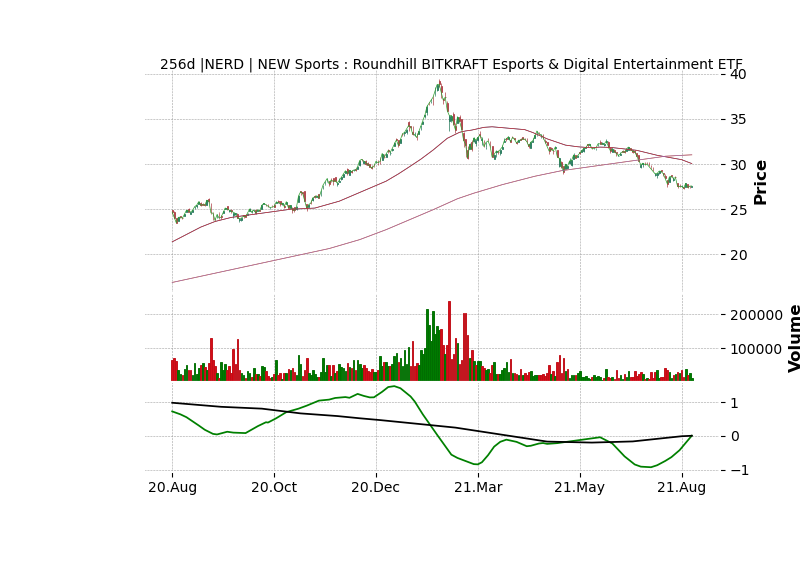 256d |NERD | NEW Sports : Roundhill BITKRAFT Esports & Digital Entertainment ETF
40
35
30
25
20
Price
200000
100000
Volume
1
0
−1
20.Aug 20.Oct 20.Dec 21.Mar 21.May 21.Aug